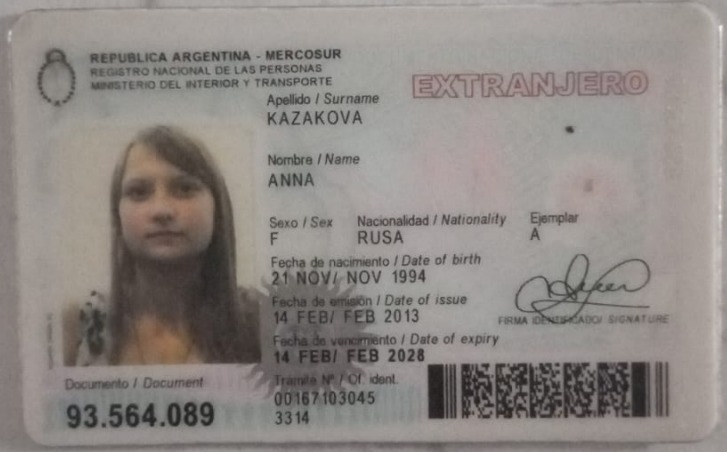 REPUBLICA ARGENTINA - MERCOSUR
REGISTRO NACIONAL DE LAS PERSONAS
MINISTERIO DEL INTERIOR Y TRANSPORTE
EXTRANJERO
Apellido / Surname
KAZAKOVA
Nombre / Name
ANNA
Sexo / Sex Nacionalidad / Nationality Ejemplar
F RUSA A
Fecha de nacimiento / Date of birth
21 NOV/ NOV 1994
Fecha de emisión / Date of issue
14 FEB/ FEB 2013
FIRMA IDENTIFICADO/ SIGNATURE
Fecha de vencimiento / Date of expiry
14 FEB/ FEB 2028
Documento / Document
93.564.089
Tramite Nº / Of. ident.
00167103045
3314